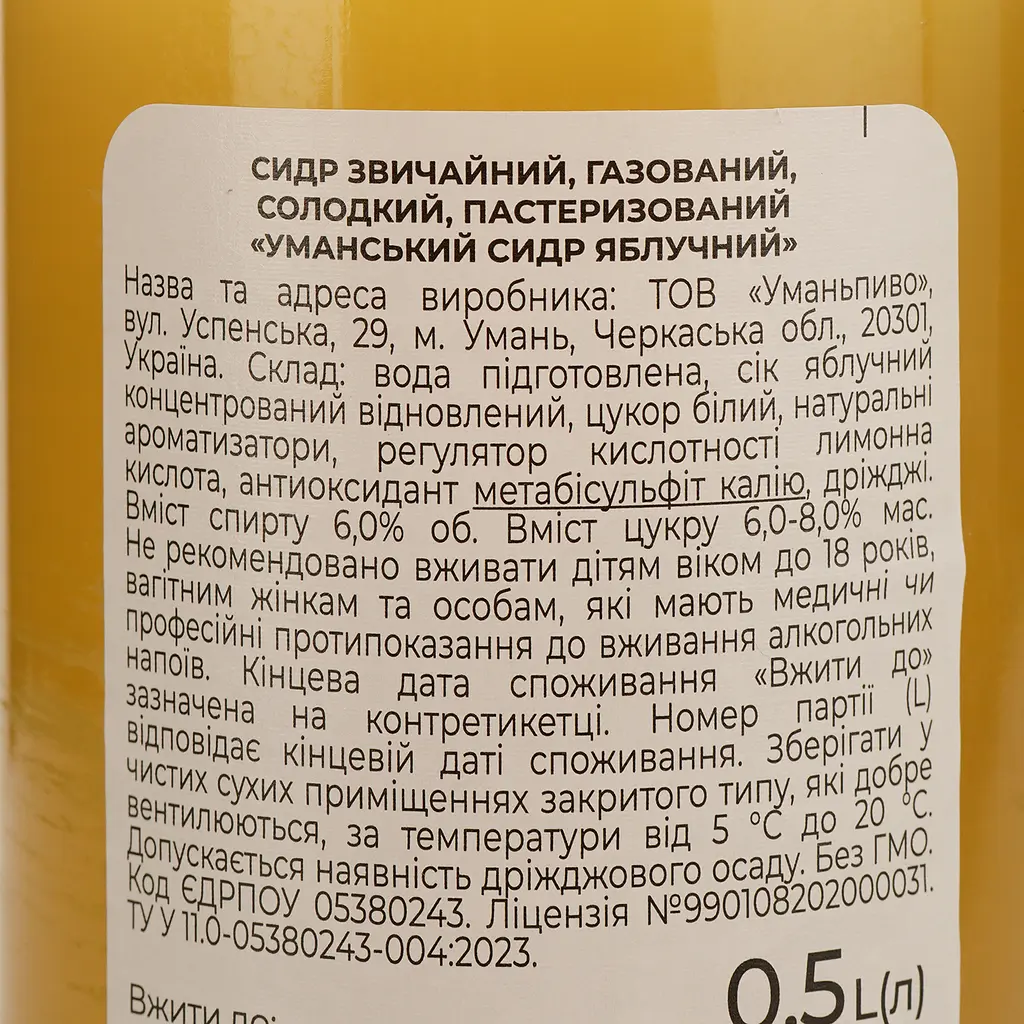 СИДР ЗВИЧАЙНИЙ, ГАЗОВАНИЙ,
СОЛОДКИЙ, ПАСТЕРИЗОВАНИЙ
«УМАНСЬКИЙ СИДР ЯБЛУЧНИЙ»
Назва та адреса виробника: ТОВ «Уманьпиво»,
вул. Успенська, 29, м. Умань, Черкаська обл., 20301,
Україна. Склад: вода підготовлена, сік яблучний
концентрований відновлений, цукор білий, натуральні
ароматизатори, регулятор кислотності лимонна
кислота, антиоксидант метабісульфіт калію, дріжджі.
Вміст спирту 6,0% об. Вміст цукру 6,0-8,0% мас.
Не рекомендовано вживати дітям віком до 18 років,
вагітним жінкам та особам, які мають медичні чи
професійні протипоказання до вживання алкогольних
напоїв. Кінцева дата споживання «Вжити до»
зазначена на контретикетці. Номер партії (L)
відповідає кінцевій даті споживання. Зберігати у
чистих сухих приміщеннях закритого типу, які добре
вентилюються, за температури від 5 °С до 20 °С.
Допускається наявність дріжджового осаду. Без ГМО.
Код ЄДРПОУ 05380243. Ліцензія №990108202000031.
ТУ У 11.0-05380243-004:2023.
Вжити до:
0,5 L(л)